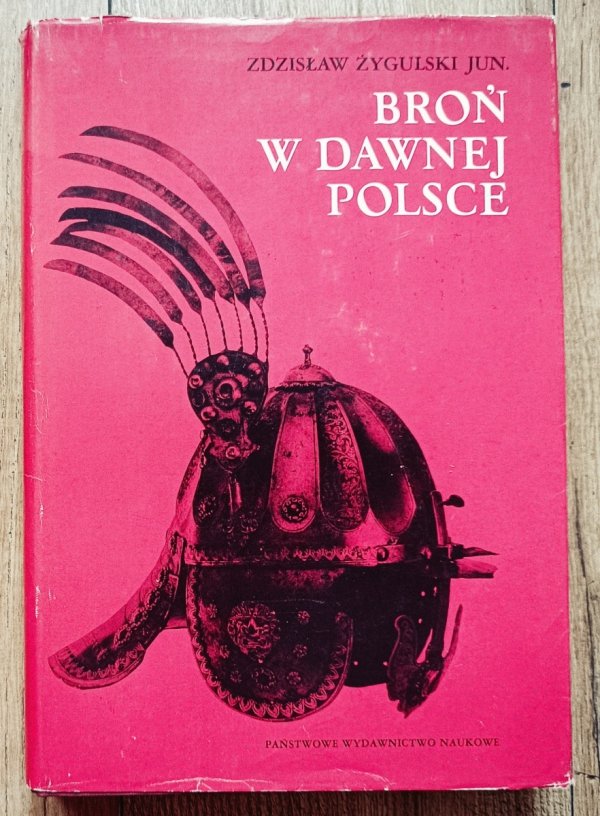 ZDZISŁAW ŻYGULSKI JUN.
BROŃ
W DAWNEJ
POLSCE
PAŃSTWOWE WYDAWNICTWO NAUKOWE